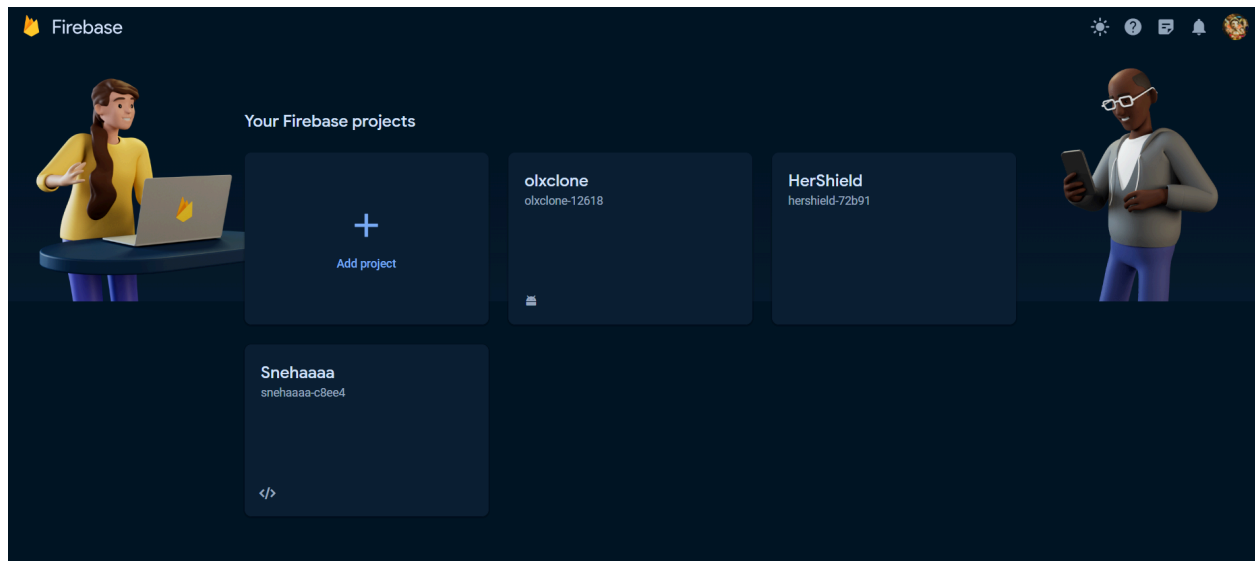 Firebase
Your Firebase projects
Add project
olxclone
olxclone-12618
HerShield
hershield-72b91
Snehaaaa
snehaaaa-c8ee4